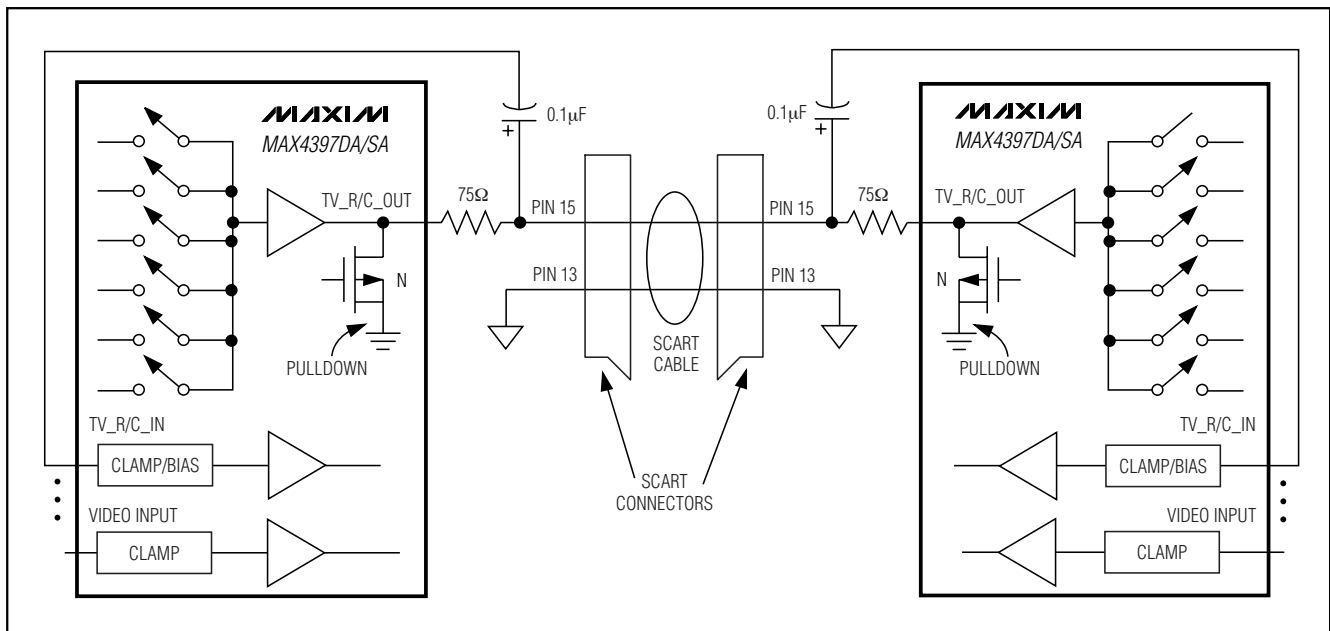 MAXIM
MAX4397DA/SA
0.1µF
+
TV_R/C_OUT
75Ω
PIN 15
N
PIN 13
PULLDOWN
TV_R/C_IN
CLAMP/BIAS
VIDEO INPUT
CLAMP
SCART
CABLE
SCART
CONNECTORS
0.1µF
+
MAXIM
MAX4397DA/SA
PIN 15
75Ω
TV_R/C_OUT
PIN 13
N
PULLDOWN
TV_R/C_IN
CLAMP/BIAS
VIDEO INPUT
CLAMP